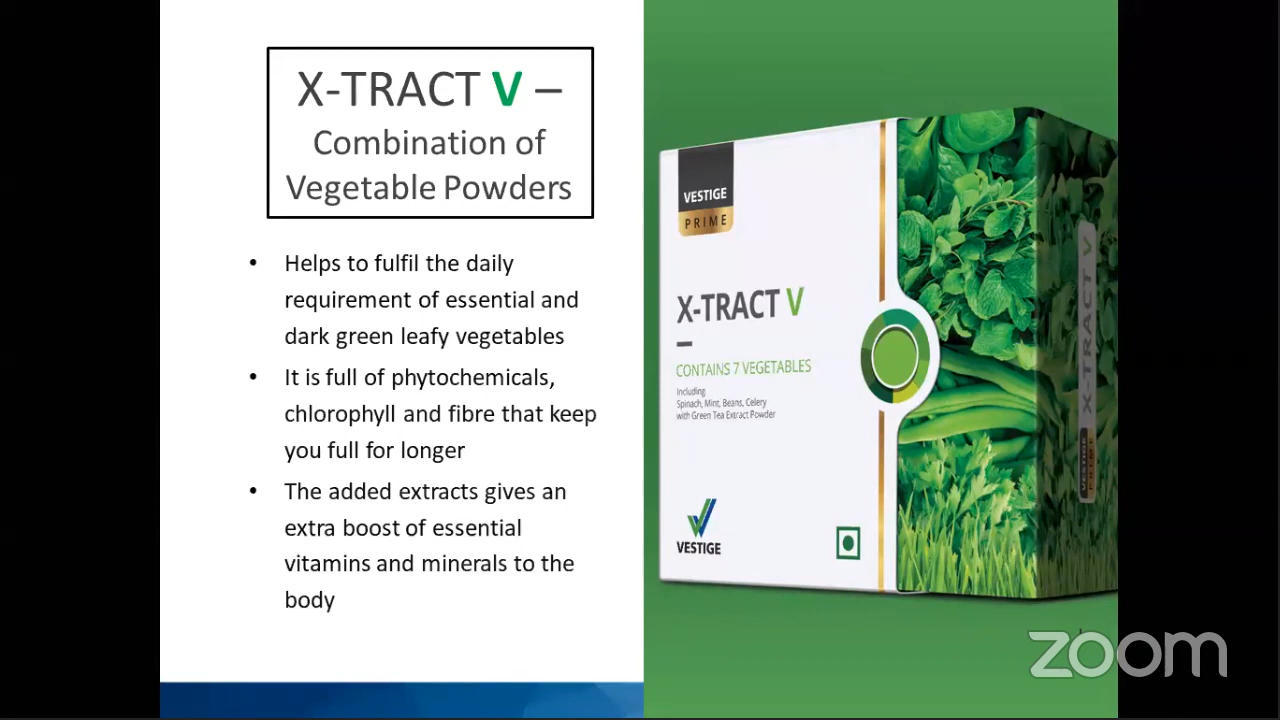 X-TRACT V –
Combination of
Vegetable Powders
• Helps to fulfil the daily
requirement of essential and
dark green leafy vegetables
• It is full of phytochemicals,
chlorophyll and fibre that keep
you full for longer
• The added extracts gives an
extra boost of essential
vitamins and minerals to the
body
VESTIGE
PRIME
X-TRACT V
CONTAINS 7 VEGETABLES
Including
Spinach, Mint, Beans, Celery
with Green Tea Extract Powder
VESTIGE
X-TRACT V
VESTIGE
PRIME
zoom